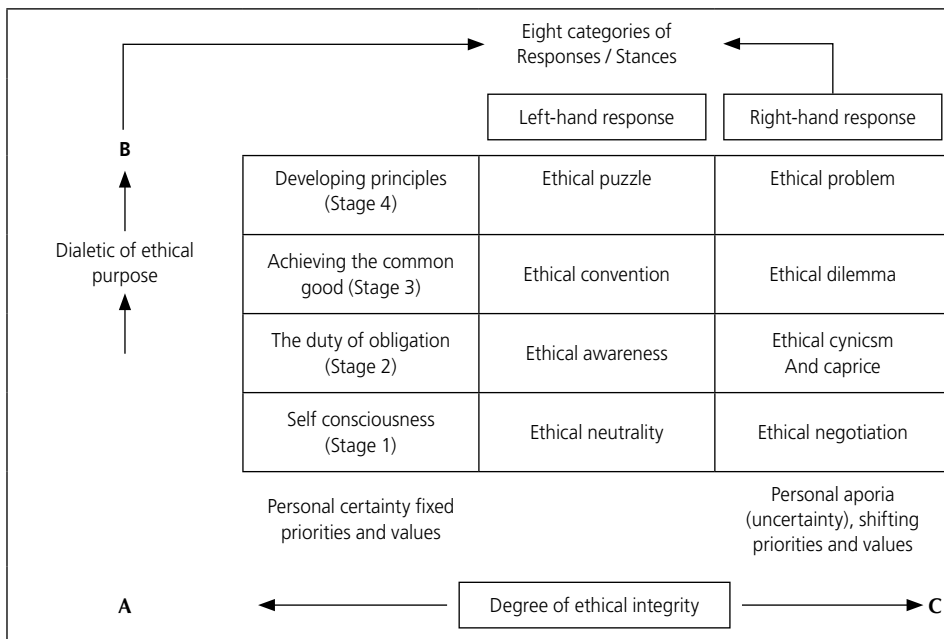 Eight categories of
Responses / Stances
Left-hand response
Right-hand response
B
Developing principles
(Stage 4)
Ethical puzzle
Ethical problem
Dialetic of ethical
purpose
Achieving the common
good (Stage 3)
Ethical convention
Ethical dilemma
The duty of obligation
(Stage 2)
Ethical awareness
Ethical cynicsm
And caprice
Self consciousness
(Stage 1)
Ethical neutrality
Ethical negotiation
Personal certainty fixed
priorities and values
Personal aporia
(uncertainty), shifting
priorities and values
A
Degree of ethical integrity
C